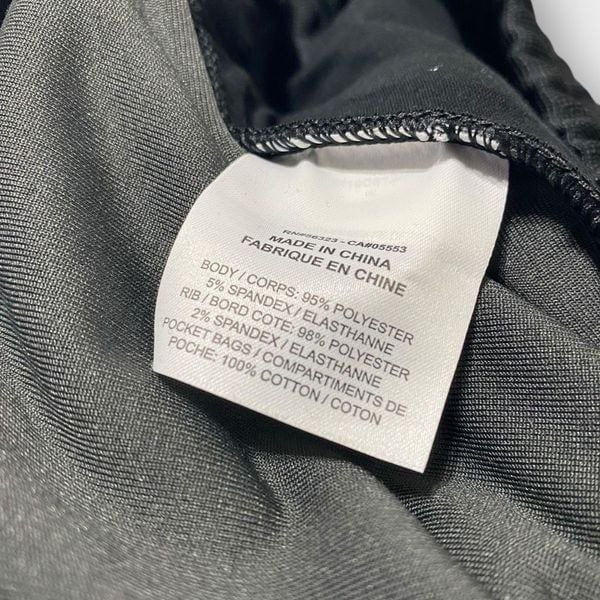 RN#56323 - CA#05553
MADE IN CHINA
FABRIQUE EN CHINE
BODY / CORPS: 95% POLYESTER
5% SPANDEX / ELASTHANNE
RIB / BORD COTE: 98% POLYESTER
2% SPANDEX / ELASTHANNE
POCKET BAGS / COMPARTIMENTS DE
POCHE: 100% COTTON / COTON